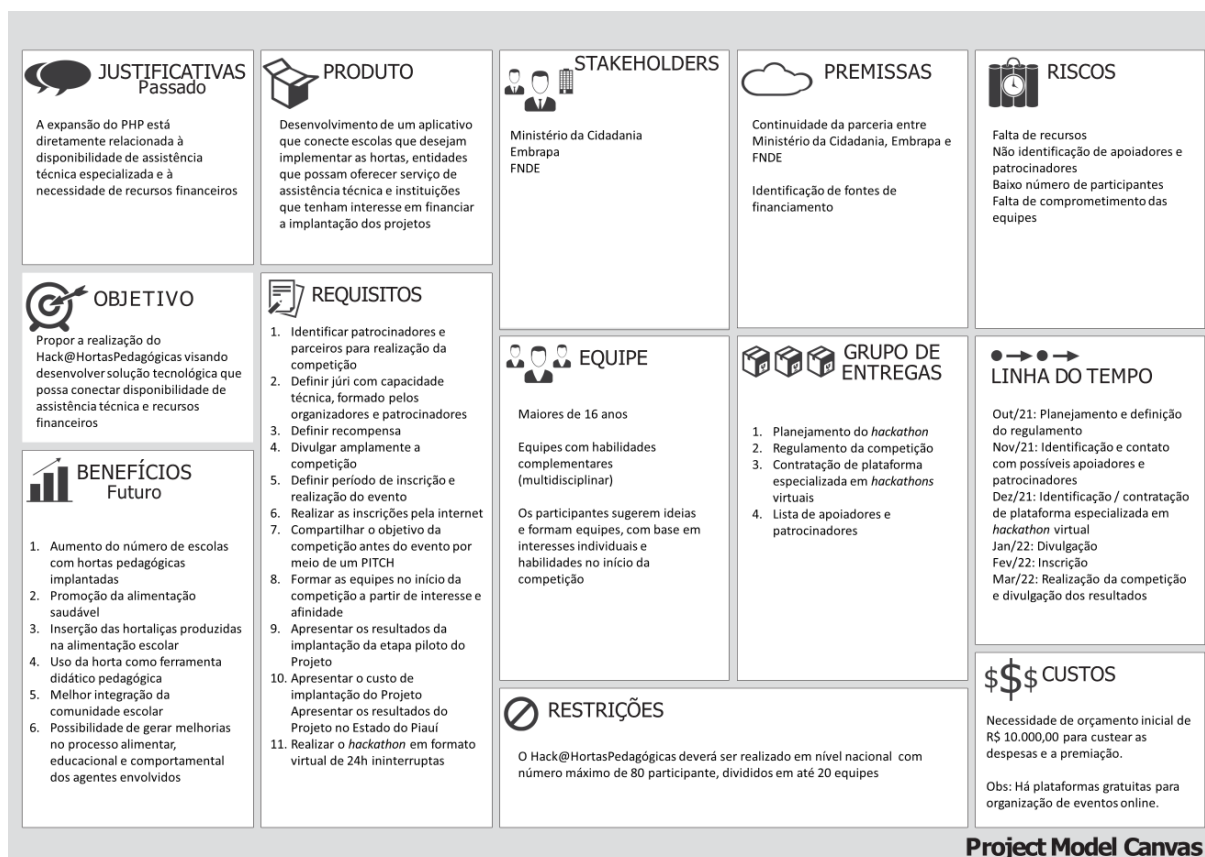 JUSTIFICATIVAS
Passado
A expansão do PHP está
diretamente relacionada à
disponibilidade de assistência
técnica especializada e à
necessidade de recursos financeiros
OBJETIVO
Propor a realização do
Hack@HortasPedagógicas visando
desenvolver solução tecnológica que
possa conectar disponibilidade de
assistência técnica e recursos
financeiros
BENEFÍCIOS
Futuro
1. Aumento do número de escolas
com hortas pedagógicas
implantadas
2. Promoção da alimentação
saudável
3. Inserção das hortaliças produzidas
na alimentação escolar
4. Uso da horta como ferramenta
didático pedagógica
5. Melhor integração da
comunidade escolar
6. Possibilidade de gerar melhorias
no processo alimentar,
educacional e comportamental
dos agentes envolvidos
PRODUTO
Desenvolvimento de um aplicativo
que conecte escolas que desejam
implementar as hortas, entidades
que possam oferecer serviço de
assistência técnica e instituições
que tenham interesse em financiar
a implantação dos projetos
REQUISITOS
1. Identificar patrocinadores e
parceiros para realização da
competição
2. Definir júri com capacidade
técnica, formado pelos
organizadores e patrocinadores
3. Definir recompensa
4. Divulgar amplamente a
competição
5. Definir período de inscrição e
realização do evento
6. Realizar as inscrições pela internet
7. Compartilhar o objetivo da
competição antes do evento por
meio de um PITCH
8. Formar as equipes no início da
competição a partir de interesse e
afinidade
9. Apresentar os resultados da
implantação da etapa piloto do
Projeto
10. Apresentar o custo de
implantação do Projeto
Apresentar os resultados do
Projeto no Estado do Piauí
11. Realizar o hackathon em formato
virtual de 24h ininterruptas
STAKEHOLDERS
Ministério da Cidadania
Embrapa
FNDE
EQUIPE
Maiores de 16 anos
Equipes com habilidades
complementares
(multidisciplinar)
Os participantes sugerem ideias
e formam equipes, com base em
interesses individuais e
habilidades no início da
competição
PREMISSAS
Continuidade da parceria entre
Ministério da Cidadania, Embrapa e
FNDE
Identificação de fontes de
financiamento
GRUPO DE
ENTREGAS
1. Planejamento do hackathon
2. Regulamento da competição
3. Contratação de plataforma
especializada em hackathons
virtuais
4. Lista de apoiadores e
patrocinadores
RESTRIÇÕES
O Hack@HortasPedagógicas deverá ser realizado em nível nacional com
número máximo de 80 participante, divididos em até 20 equipes
RISCOS
Falta de recursos
Não identificação de apoiadores e
patrocinadores
Baixo número de participantes
Falta de comprometimento das
equipes
LINHA DO TEMPO
Out/21: Planejamento e definição
do regulamento
Nov/21: Identificação e contato
com possíveis apoiadores e
patrocinadores
Dez/21: Identificação / contratação
de plataforma especializada em
hackathon virtual
Jan/22: Divulgação
Fev/22: Inscrição
Mar/22: Realização da competição
e divulgação dos resultados
$$$ CUSTOS
Necessidade de orçamento inicial de
R$ 10.000,00 para custear as
despesas e a premiação.
Obs: Há plataformas gratuitas para
organização de eventos online.
Project Model Canvas